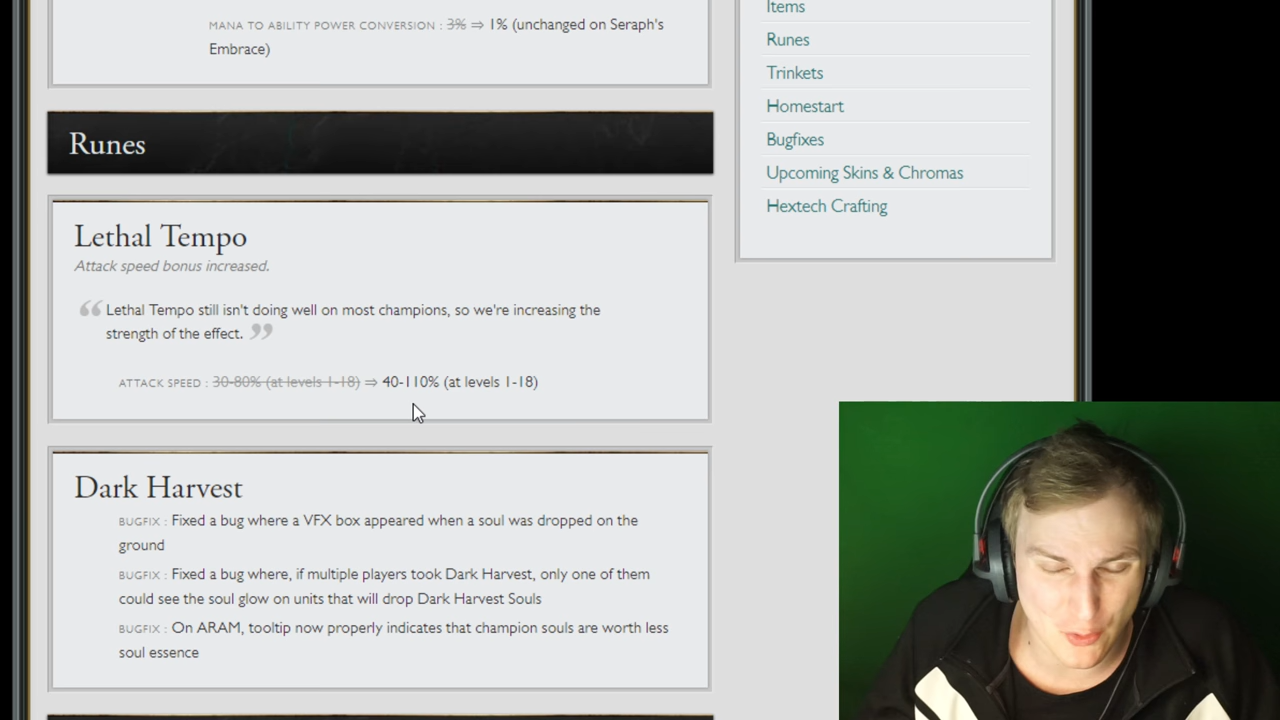 MANA TO ABILITY POWER CONVERSION : 3% ⇒ 1% (unchanged on Seraph's
Embrace)
Runes
Lethal Tempo
Attack speed bonus increased.
“ Lethal Tempo still isn't doing well on most champions, so we're increasing the
strength of the effect. ”
ATTACK SPEED : 30-80% (at levels 1-18) ⇒ 40-110% (at levels 1-18)
Dark Harvest
BUGFIX : Fixed a bug where a VFX box appeared when a soul was dropped on the
ground
BUGFIX : Fixed a bug where, if multiple players took Dark Harvest, only one of them
could see the soul glow on units that will drop Dark Harvest Souls
BUGFIX : On ARAM, tooltip now properly indicates that champion souls are worth less
soul essence
Items
Runes
Trinkets
Homestart
Bugfixes
Upcoming Skins & Chromas
Hextech Crafting